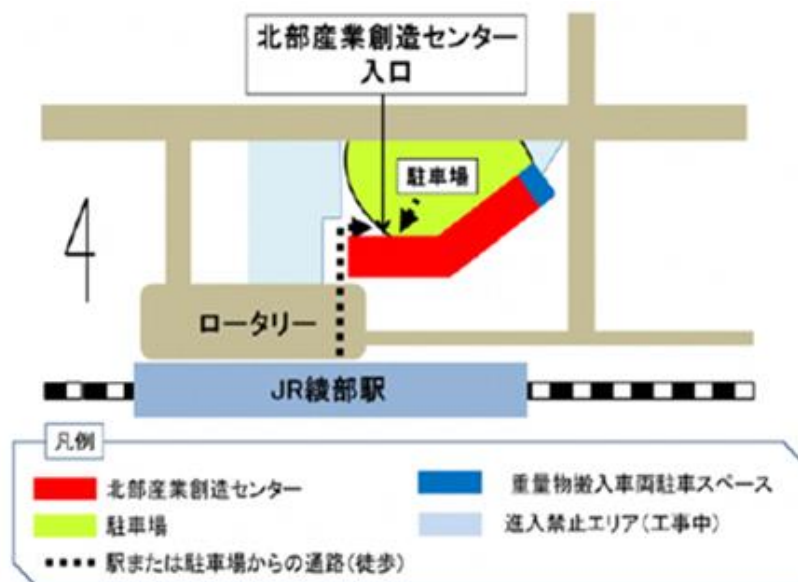 北部産業創造センター
入口
駐車場
ロータリー
JR綾部駅
凡例
北部産業創造センター
重量物搬入車両駐車スペース
駐車場
進入禁止エリア(工事中)
駅または駐車場からの通路(徒歩)